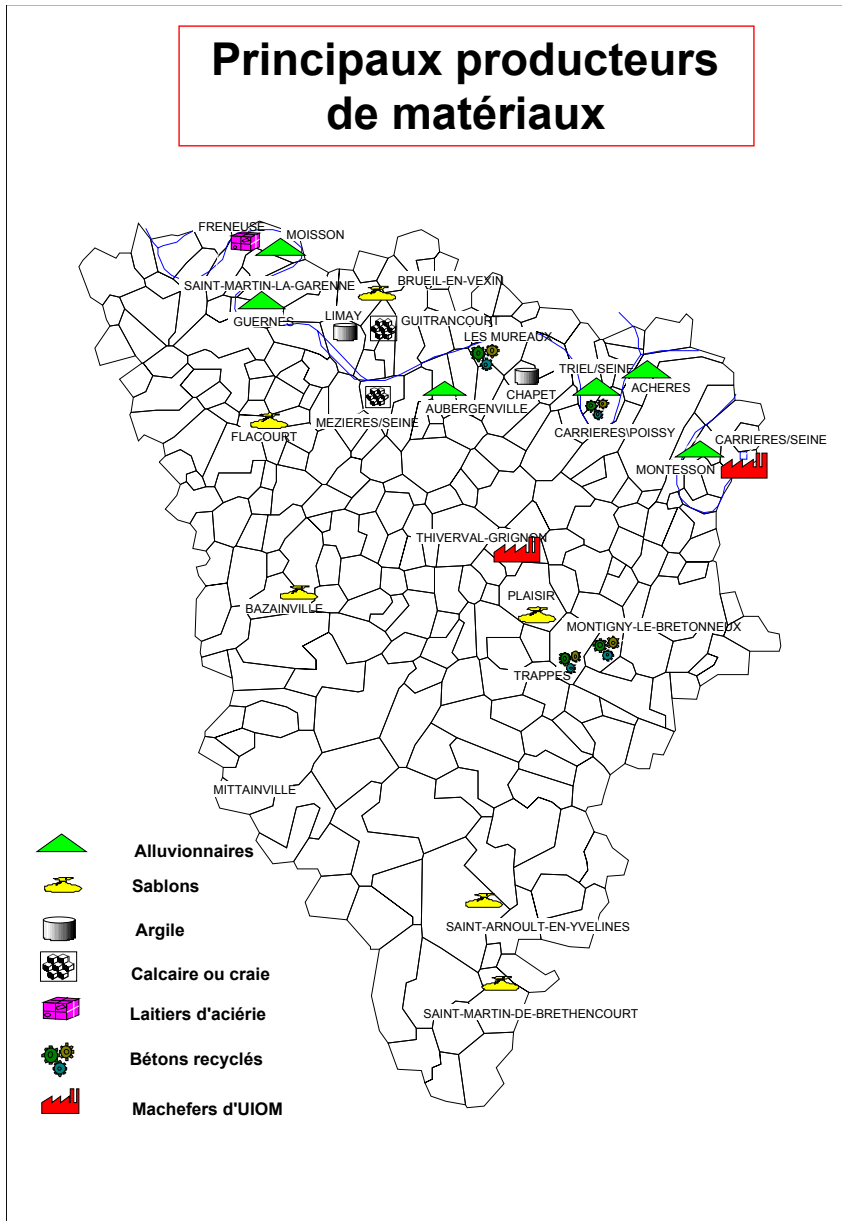 Principaux producteurs
de matériaux
FRENEUSE
MOISSON
SAINT-MARTIN-LA-GARENNE
BRUEIL-EN-VEXIN
GUERNES
LIMAY
GUITRANCOURT
LES MUREAUX
TRIEL/SEINE
CHAPET
ACHERES
MEZIERES/SEINE
AUBERGENVILLE
FLACOURT
CARRIERES\POISSY
CARRIERES/SEINE
MONTESSON
THIVERVAL-GRIGNON
PLAISIR
BAZAINVILLE
MONTIGNY-LE-BRETONNEUX
TRAPPES
MITTAINVILLE
SAINT-ARNOULT-EN-YVELINES
SAINT-MARTIN-DE-BRETHENCOURT
Alluvionnaires
Sablons
Argile
Calcaire ou craie
Laitiers d'aciérie
Bétons recyclés
Machefers d'UIOM